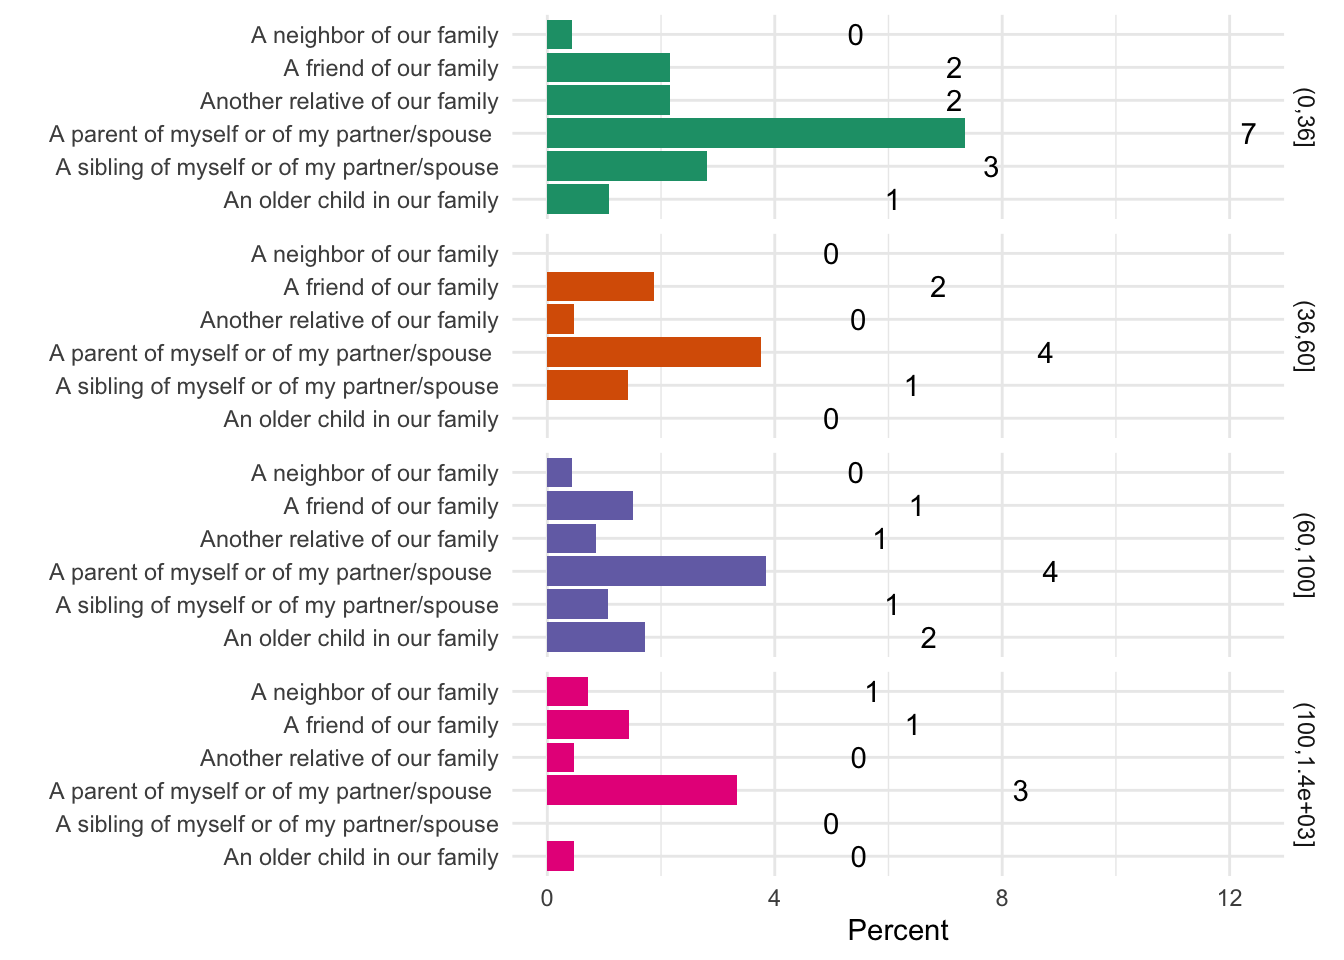 A neighbor of our family 0
A friend of our family 2
Another relative of our family 2
A parent of myself or of my partner/spouse 7
A sibling of myself or of my partner/spouse 3
An older child in our family 1
(0,36]
A neighbor of our family 0
A friend of our family 2
Another relative of our family 0
A parent of myself or of my partner/spouse 4
A sibling of myself or of my partner/spouse 1
An older child in our family 0
(36,60]
A neighbor of our family 0
A friend of our family 1
Another relative of our family 1
A parent of myself or of my partner/spouse 4
A sibling of myself or of my partner/spouse 1
An older child in our family 2
(60,100]
A neighbor of our family 1
A friend of our family 1
Another relative of our family 0
A parent of myself or of my partner/spouse 3
A sibling of myself or of my partner/spouse 0
An older child in our family 0
(100,1.4e+03]
0 4 8 12
Percent